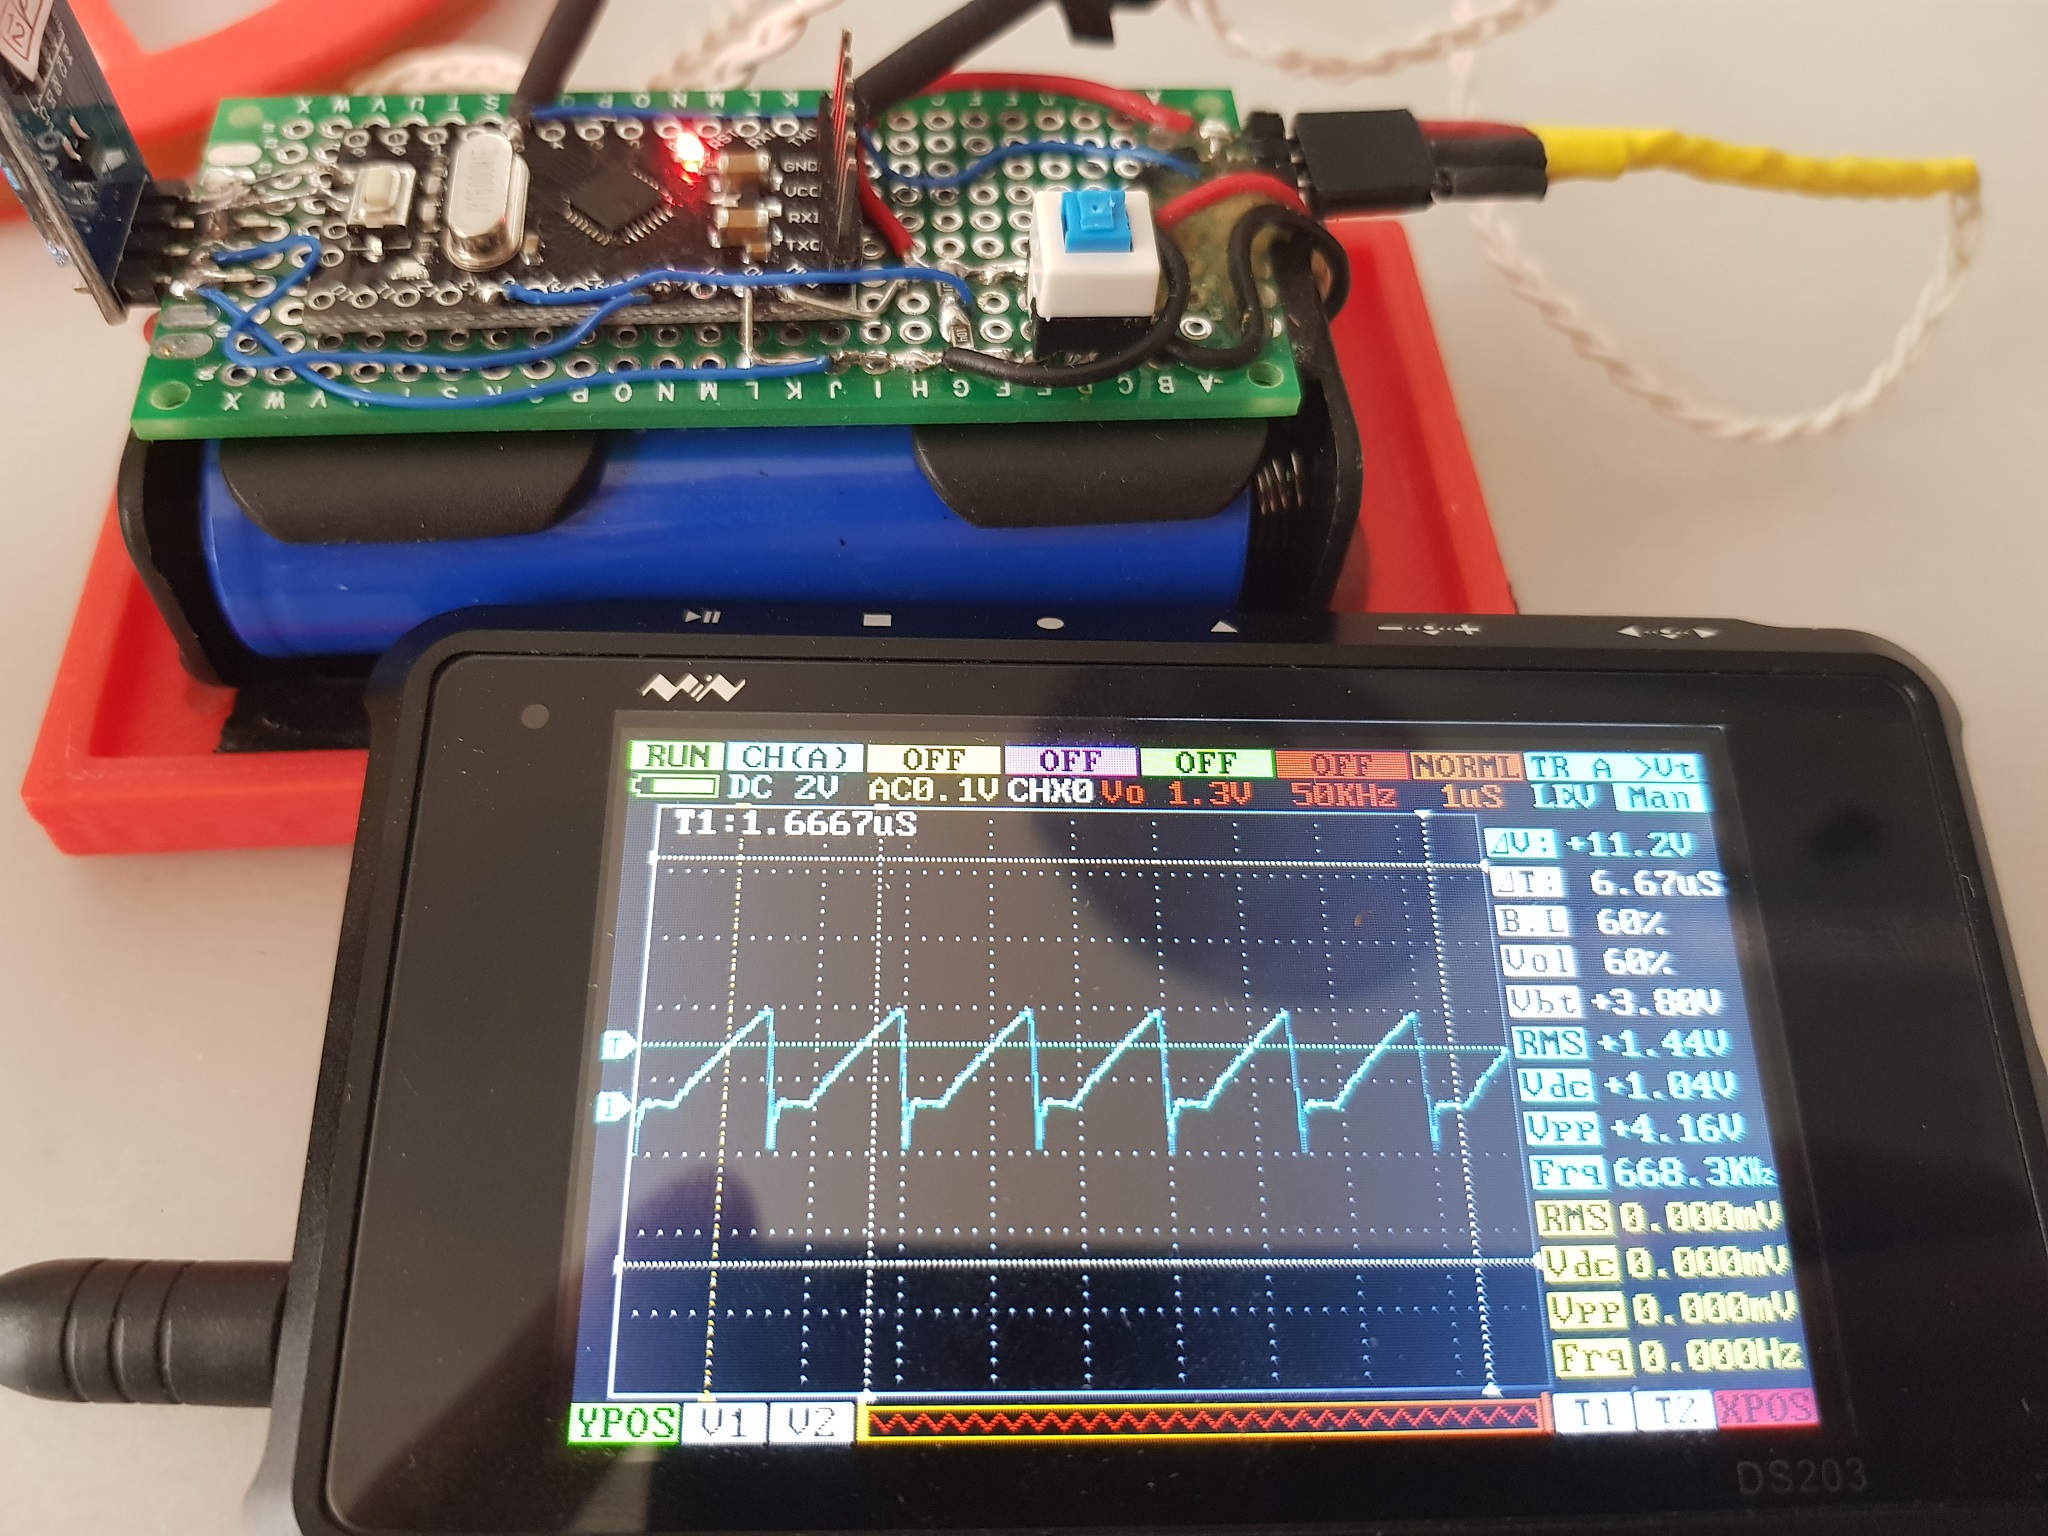 GND
VCC
RXI
TXO
X W V U T S
O N M L K
X W V
P O N M L K J I H G
C B A
MiNi
RUN CH(A) OFF OFF OFF OFF NORML TR A >Vt
DC 2V AC0.1V CHX0 Vo 1.3V 50KHz 1uS LEV Man
T1:1.6667uS
⊿V: +11.2V
⊿T: 6.67uS
B.L 60%
Vol 60%
Vbt +3.80V
T RMS +1.44V
1 Vdc +1.04V
Vpp +4.16V
Frq 668.3KHz
RMS 0.000mV
Vdc 0.000mV
Vpp 0.000mV
Frq 0.000Hz
YPOS V1 V2 T1 T2 XPOS
DS203